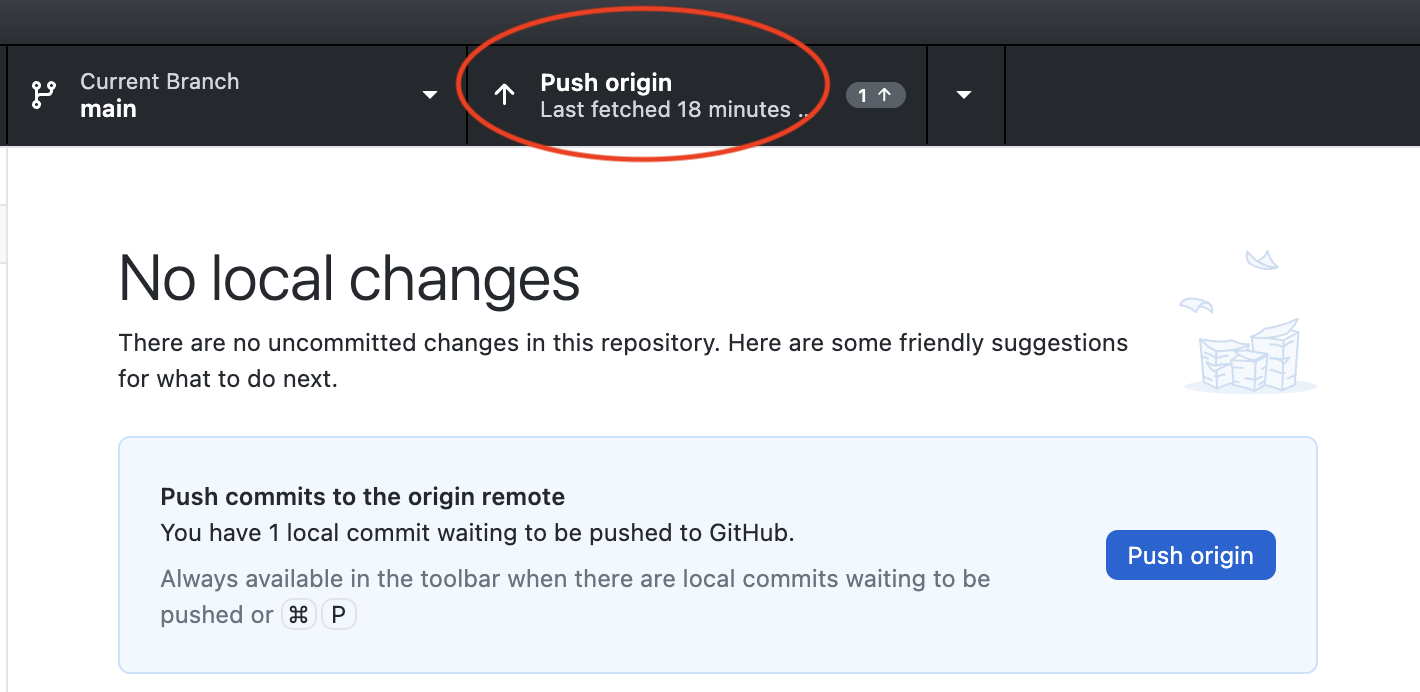 Current Branch
main
Push origin
Last fetched 18 minutes ...
1 ↑
No local changes
There are no uncommitted changes in this repository. Here are some friendly suggestions
for what to do next.
Push commits to the origin remote
You have 1 local commit waiting to be pushed to GitHub.
Always available in the toolbar when there are local commits waiting to be
pushed or ⌘ P
Push origin